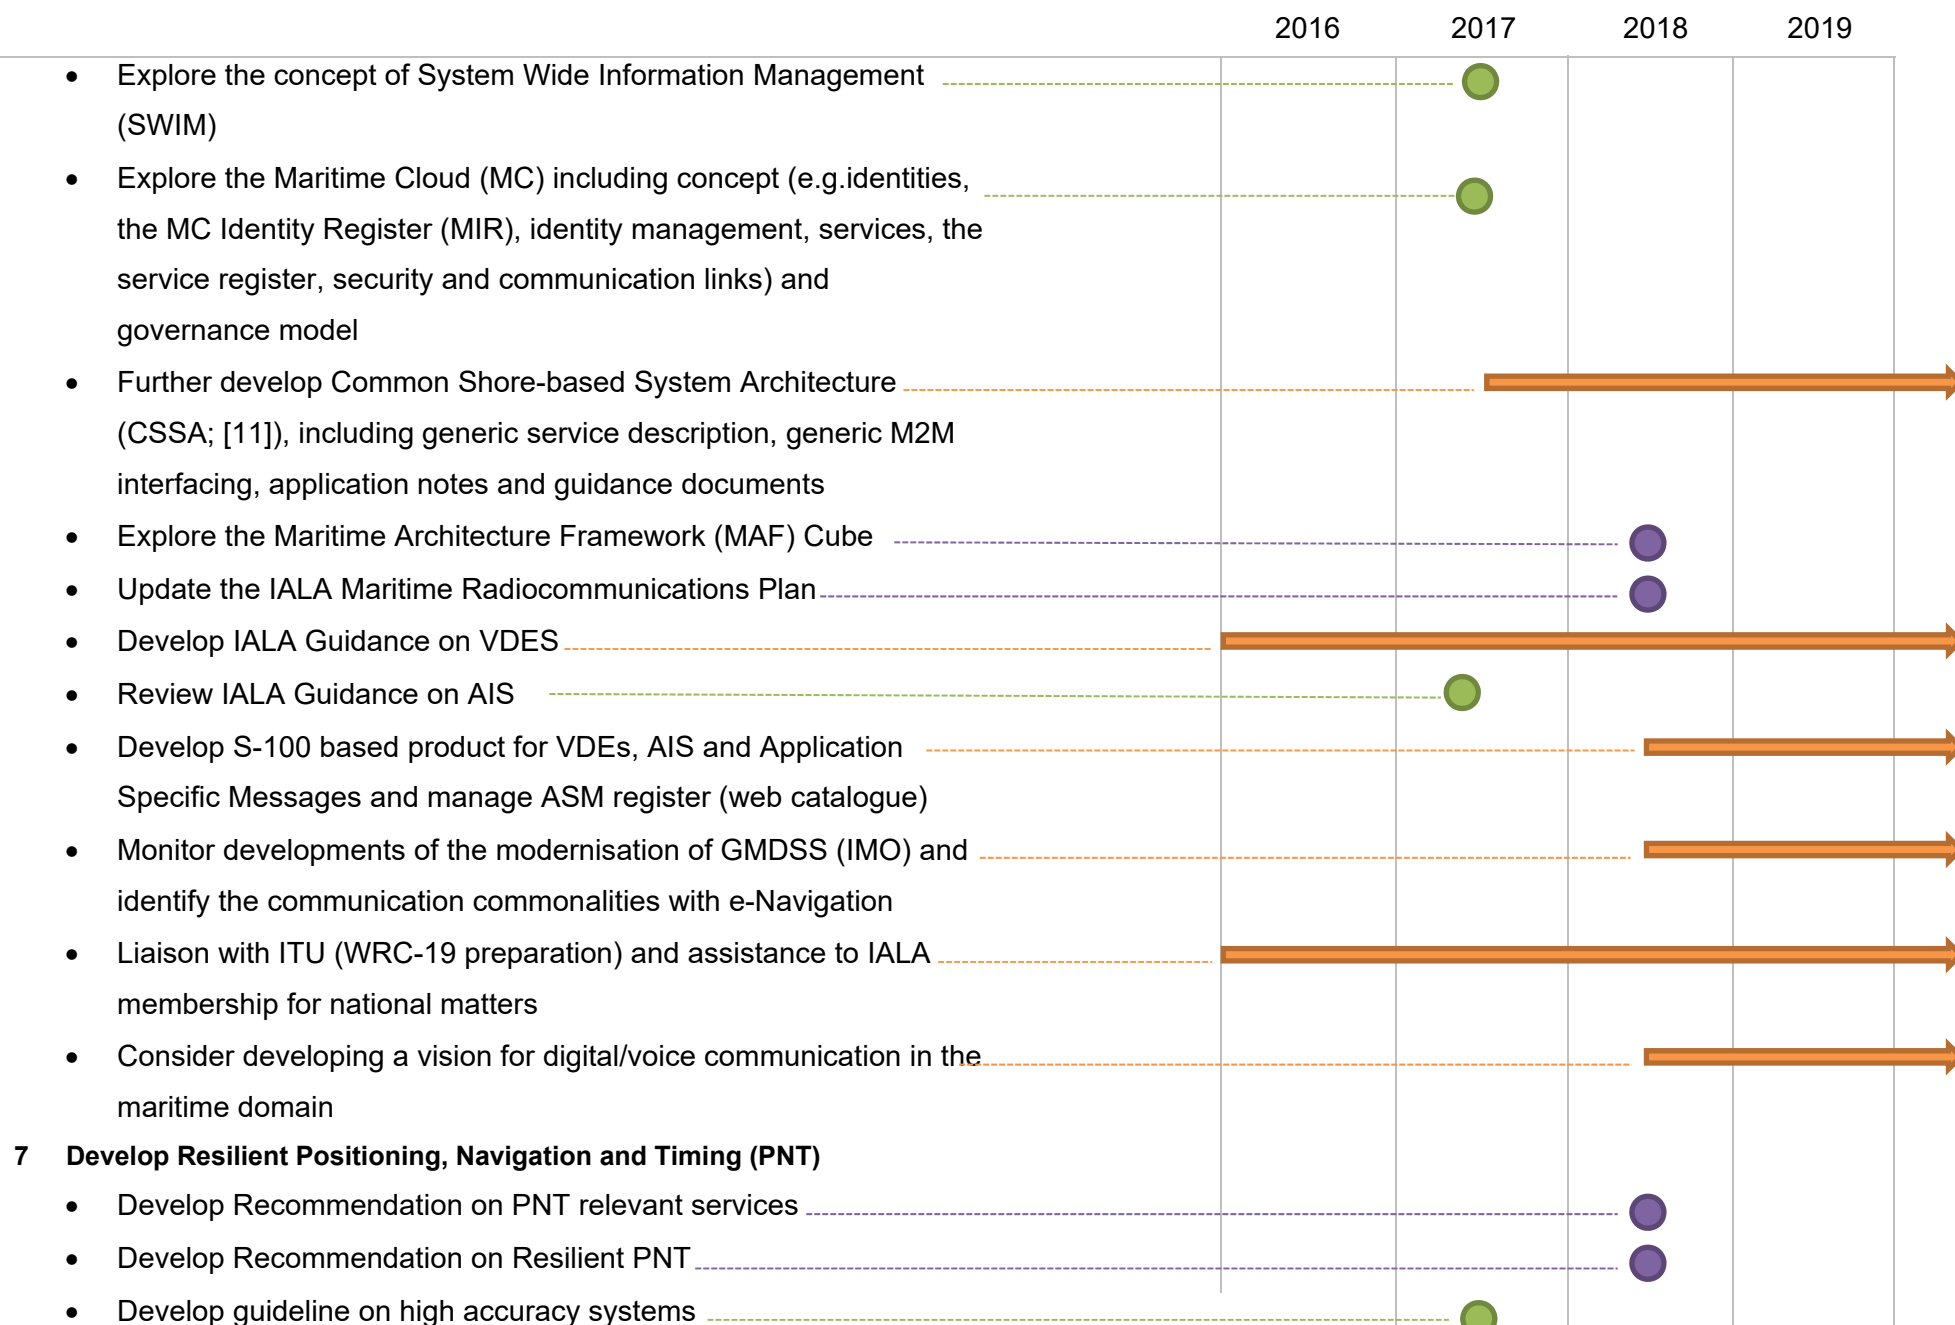 2016 2017 2018 2019
• Explore the concept of System Wide Information Management
(SWIM)
• Explore the Maritime Cloud (MC) including concept (e.g.identities,
the MC Identity Register (MIR), identity management, services, the
service register, security and communication links) and
governance model
• Further develop Common Shore-based System Architecture
(CSSA; [11]), including generic service description, generic M2M
interfacing, application notes and guidance documents
• Explore the Maritime Architecture Framework (MAF) Cube
• Update the IALA Maritime Radiocommunications Plan
• Develop IALA Guidance on VDES
• Review IALA Guidance on AIS
• Develop S-100 based product for VDEs, AIS and Application
Specific Messages and manage ASM register (web catalogue)
• Monitor developments of the modernisation of GMDSS (IMO) and
identify the communication commonalities with e-Navigation
• Liaison with ITU (WRC-19 preparation) and assistance to IALA
membership for national matters
• Consider developing a vision for digital/voice communication in the
maritime domain
7 Develop Resilient Positioning, Navigation and Timing (PNT)
• Develop Recommendation on PNT relevant services
• Develop Recommendation on Resilient PNT
• Develop guideline on high accuracy systems